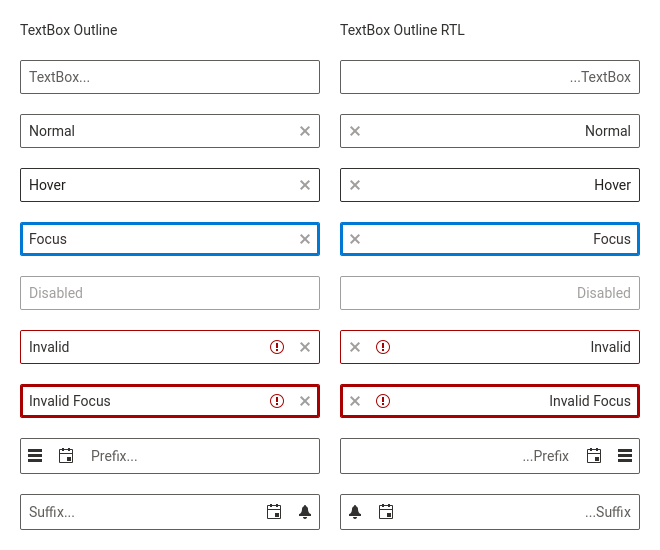 TextBox Outline
TextBox Outline RTL
TextBox...
...TextBox
Normal
Normal
Hover
Hover
Focus
Focus
Disabled
Disabled
Invalid
Invalid
Invalid Focus
Invalid Focus
Prefix...
...Prefix
Suffix...
...Suffix